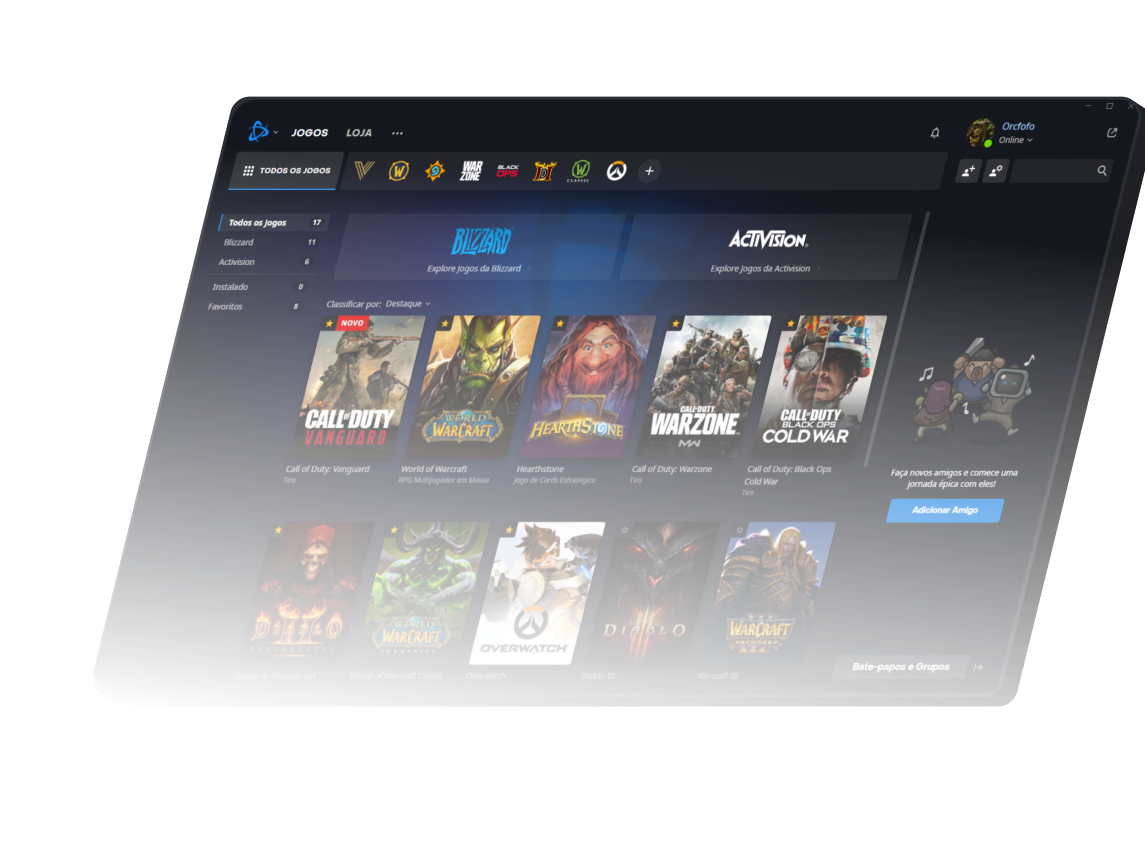 JOGOS LOJA
Orcfofo
Online
TODOS OS JOGOS
WAR
ZONE
BLACK
OPS
CLASSIC
Todos os Jogos 17
Blizzard 11
Activision 6
Instalado 0
Favoritos 8
BLIZZARD
Explore Jogos da Blizzard
ACTIVISION
Explore Jogos da Activision
Classificar por: Destaque
NOVO
CALL OF DUTY
VANGUARD
WORLD
WARCRAFT
HEARTHSTONE
CALL OF DUTY
WARZONE
MW
CALL OF DUTY
BLACK OPS
COLD WAR
Call of Duty: Vanguard
Tiro
World of Warcraft
RPG Multijogador em Massa
Hearthstone
Jogo de Cards Estratégico
Call of Duty: Warzone
Tiro
Call of Duty: Black Ops
Cold War
Tiro
Faça novos amigos e comece uma
jornada épica com eles!
Adicionar Amigo
DIABLO
II
RESURRECTED
WORLD
WARCRAFT
CLASSIC
OVERWATCH
DIABLO
WARCRAFT
REFORGED
Diablo II: Resurrected
World of Warcraft Classic
Overwatch
Diablo III
Warcraft III
Bate-papos e Grupos